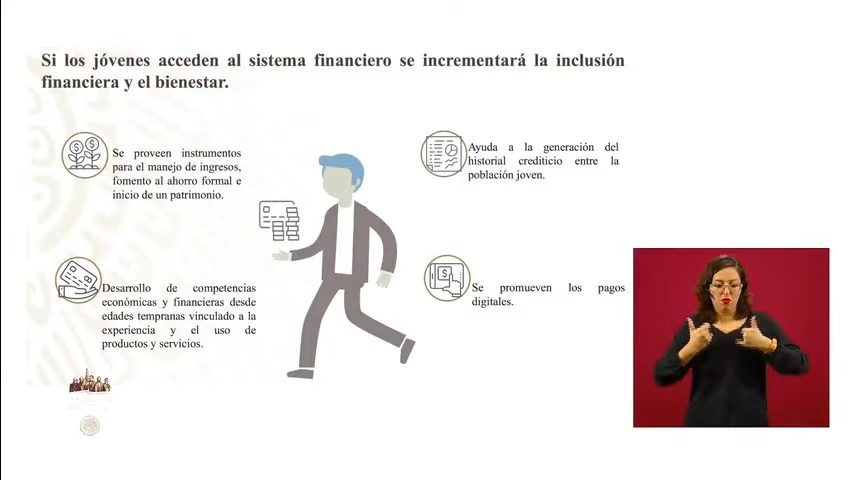 Si los jóvenes acceden al sistema financiero se incrementará la inclusión
financiera y el bienestar.
Se proveen instrumentos
para el manejo de ingresos,
fomento al ahorro formal e
inicio de un patrimonio.
Ayuda a la generación del
historial crediticio entre la
población joven.
Desarrollo de competencias
económicas y financieras desde
edades tempranas vinculado a la
experiencia y el uso de
productos y servicios.
Se promueven los pagos
digitales.